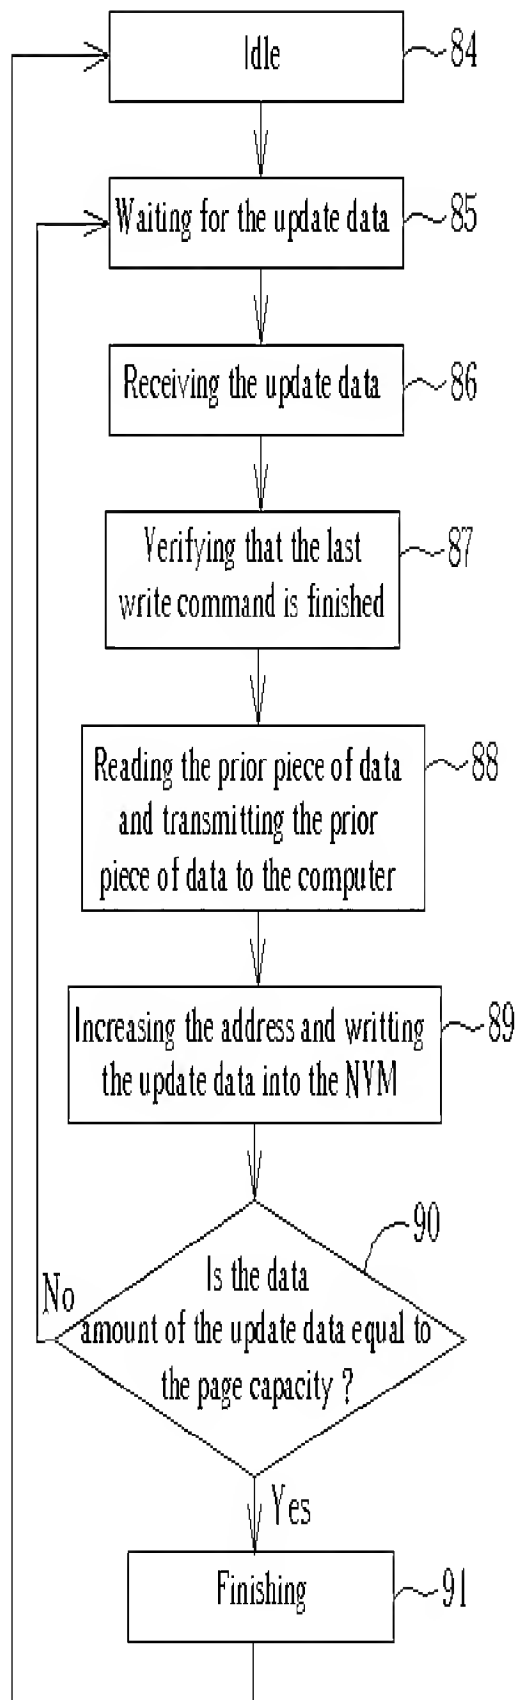 Idle
84
Waiting for the update data
85
Receiving the update data
86
Verifying that the last
write command is finished
87
Reading the prior piece of data
and transmitting the prior
piece of data to the computer
88
Increasing the address and writting
the update data into the NVM
89
90
Is the data
amount of the update data equal to
the page capacity ?
No
Yes
Finishing
91